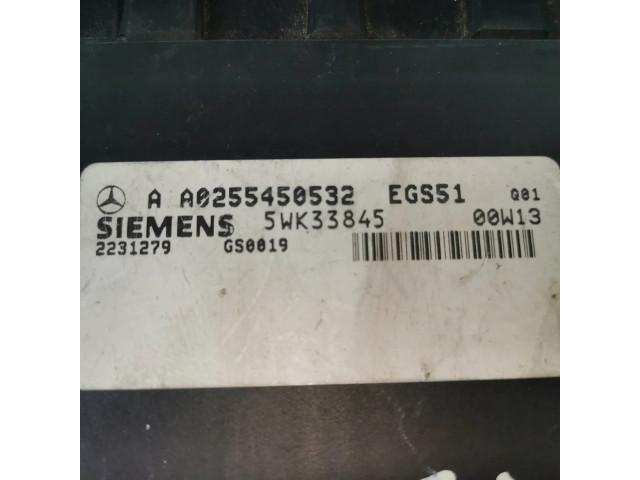 A A0255450532 EGS51 Q01
SIEMENS 5WK33845 00W13
2231279 GS0019